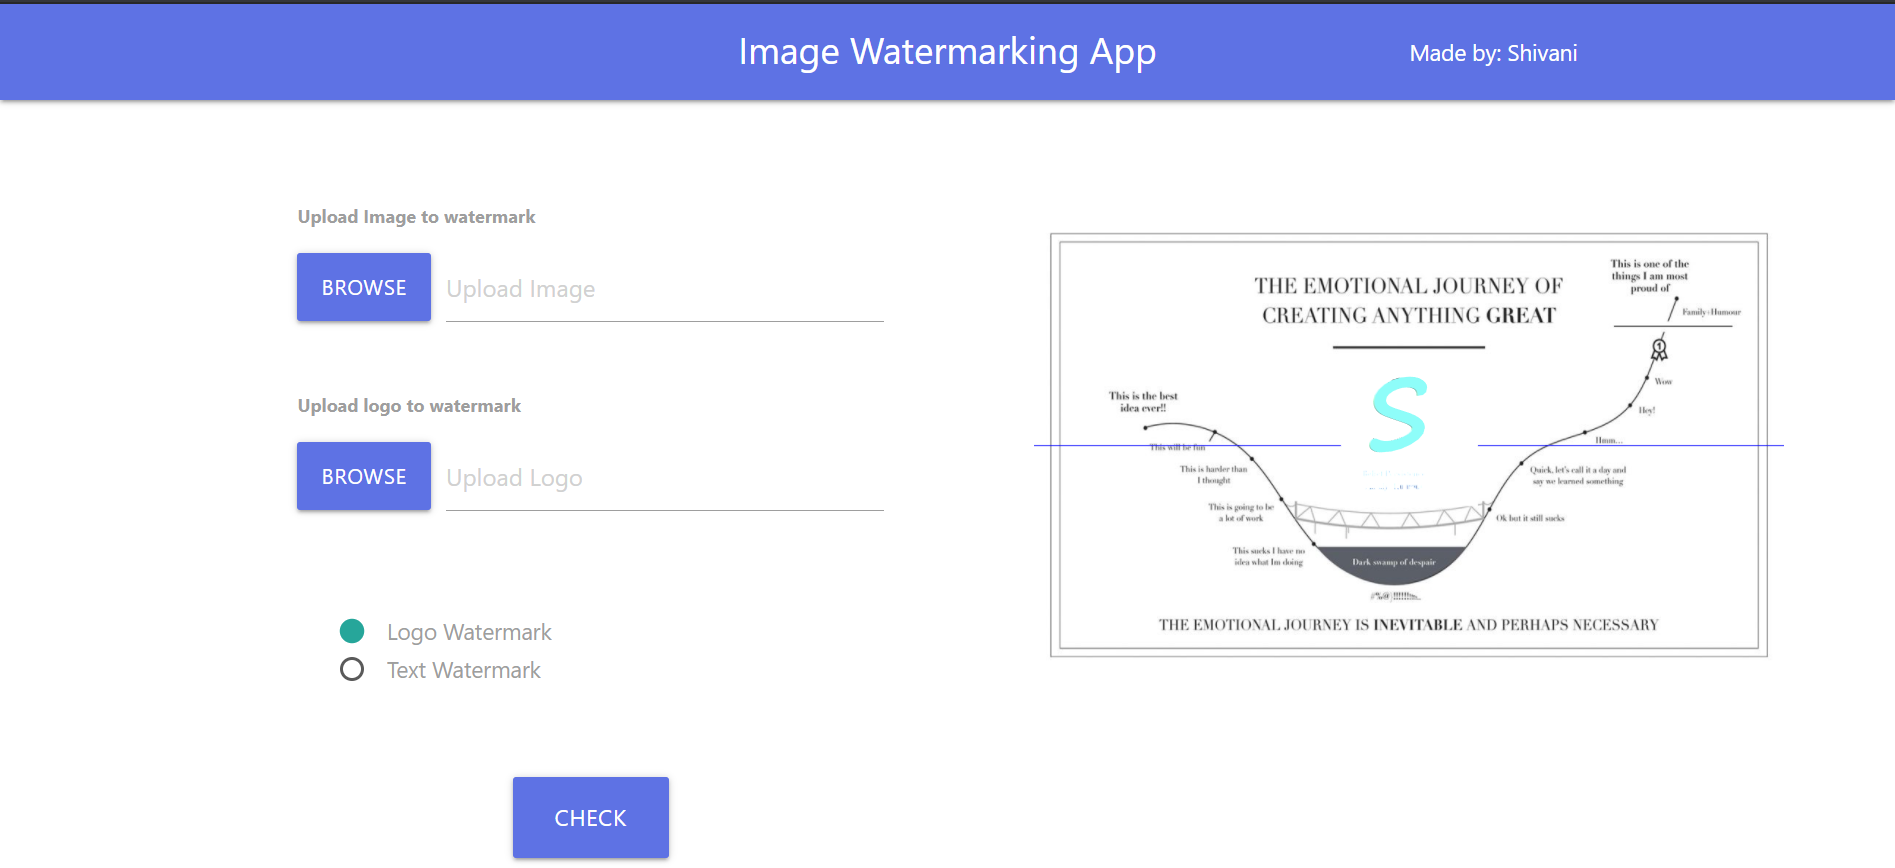 Image Watermarking App
Made by: Shivani
Upload Image to watermark
BROWSE
Upload Image
Upload logo to watermark
BROWSE
Upload Logo
Logo Watermark
Text Watermark
CHECK
THE EMOTIONAL JOURNEY OF
CREATING ANYTHING GREAT
This is one of the
things I am most
proud of
Family+Humour
1
Wow
Hey!
Hmm...
Quick, let's call it a day and
say we learned something
Ok but it still sucks
S
This is the best
idea ever!!
This will be fun
This is harder than
I thought
This is going to be
a lot of work
This sucks I have no
idea what Im doing
Dark swamp of despair
THE EMOTIONAL JOURNEY IS INEVITABLE AND PERHAPS NECESSARY